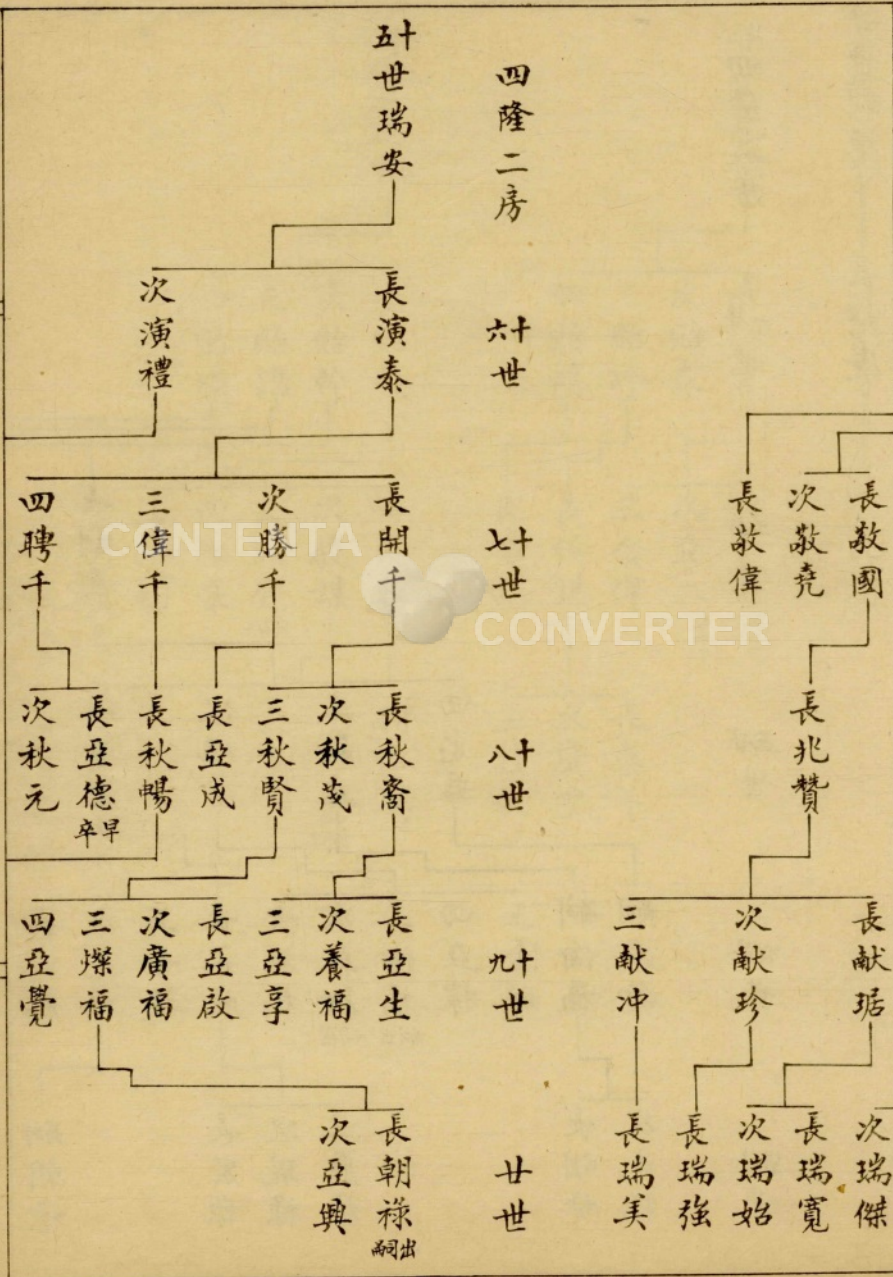 長敬國
次敬堯
長敬偉
長兆贊
長献琚
次献珍
三献冲
次瑞傑
長瑞寬
次瑞始
長瑞強
長瑞美
四隆二房
十六世
十七世
十八世
十九世
廿世
十五世瑞安
長演泰
次演禮
長開千
次勝千
三偉千
四聘千
長秋裔
次秋茂
三秋賢
長亞成
長秋暢
長亞德 早卒
次秋元
長亞生
次養福
三亞享
長亞啟
次廣福
三燦福
四亞覺
長朝祿 出嗣
次亞興
CONTENTA
CONVERTER